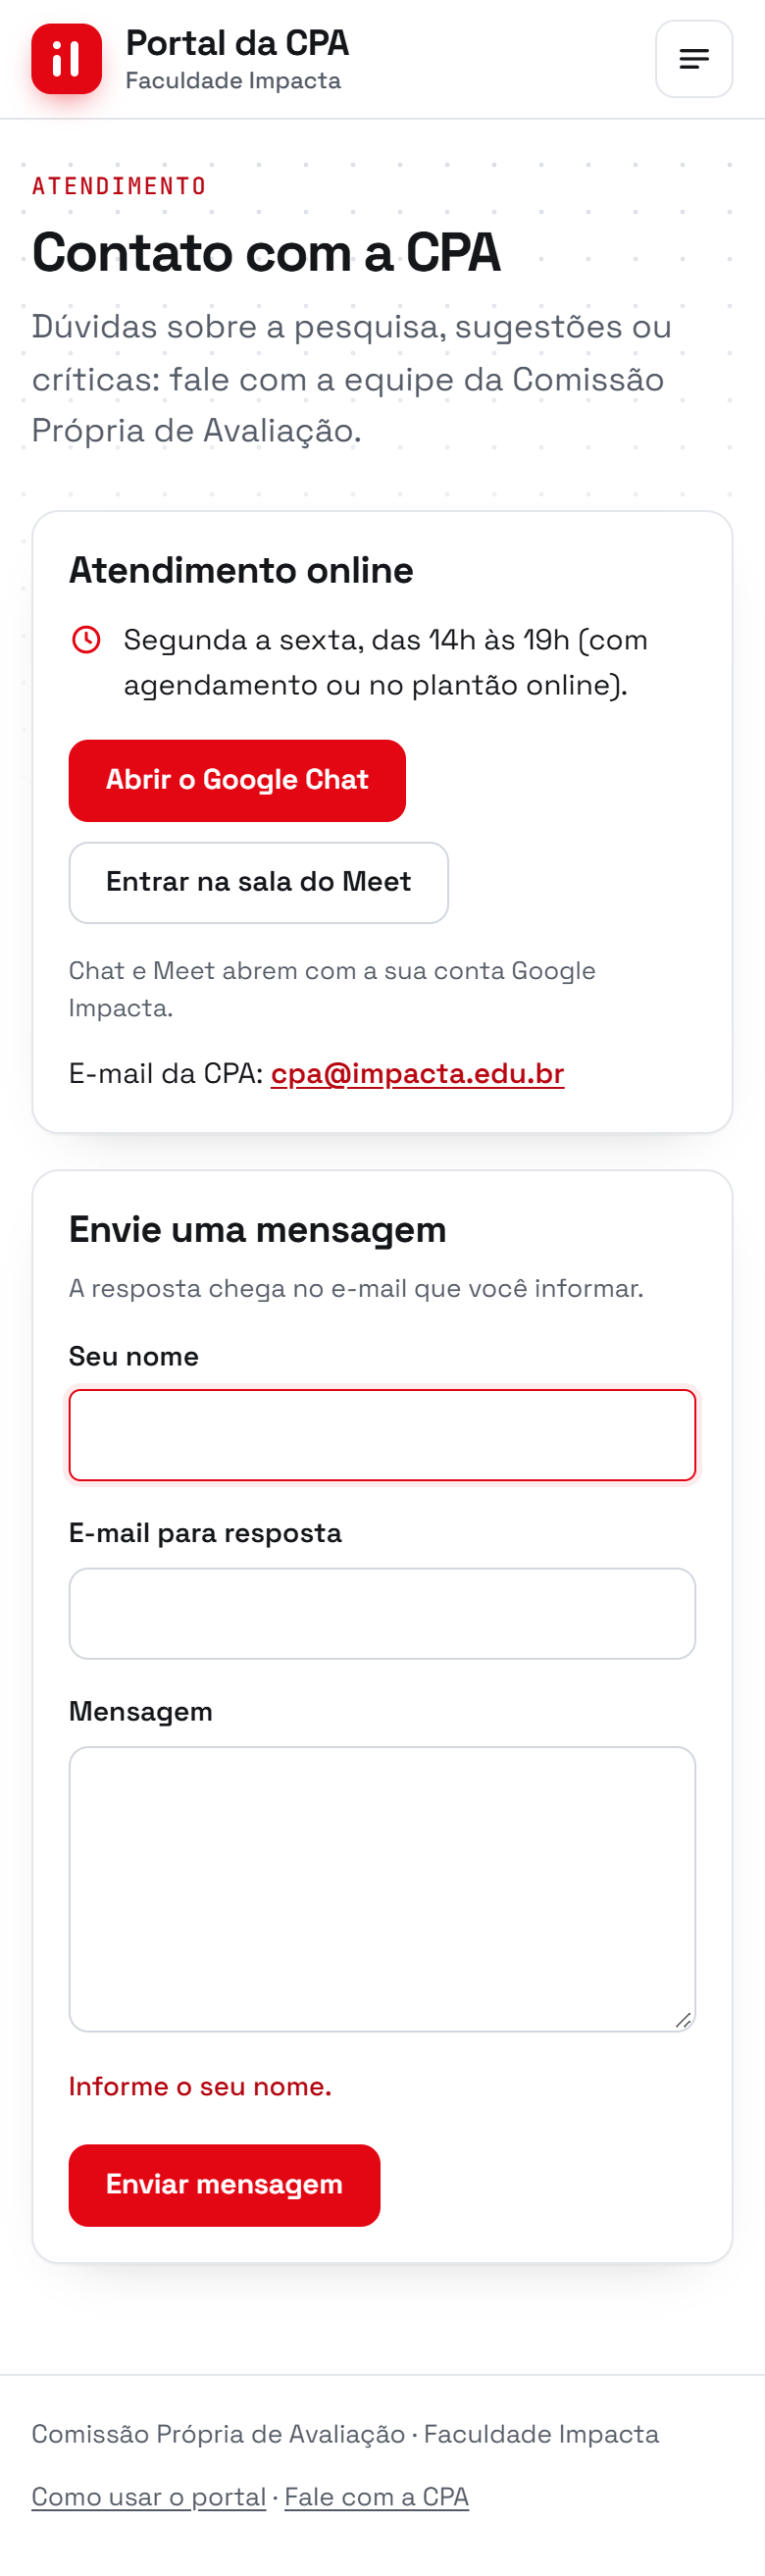 il
Portal da CPA
Faculdade Impacta
ATENDIMENTO
Contato com a CPA
Dúvidas sobre a pesquisa, sugestões ou
críticas: fale com a equipe da Comissão
Própria de Avaliação.
Atendimento online
Segunda a sexta, das 14h às 19h (com
agendamento ou no plantão online).
Abrir o Google Chat
Entrar na sala do Meet
Chat e Meet abrem com a sua conta Google
Impacta.
E-mail da CPA: cpa@impacta.edu.br
Envie uma mensagem
A resposta chega no e-mail que você informar.
Seu nome
E-mail para resposta
Mensagem
Informe o seu nome.
Enviar mensagem
Comissão Própria de Avaliação · Faculdade Impacta
Como usar o portal · Fale com a CPA